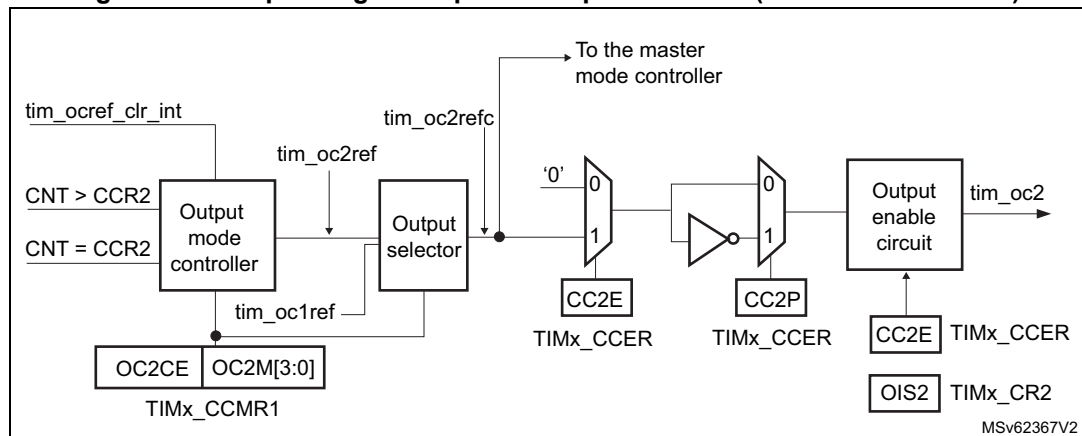 To the master
mode controller
tim_ocref_clr_int
tim_oc2refc
tim_oc2ref
'0'
0
0
CNT > CCR2
Output
mode
controller
Output
selector
Output
enable
circuit
tim_oc2
CNT = CCR2
1
1
tim_oc1ref
CC2E
CC2P
TIMx_CCER
TIMx_CCER
CC2E
TIMx_CCER
OC2CE
OC2M[3:0]
TIMx_CCMR1
OIS2
TIMx_CR2
MSv62367V2